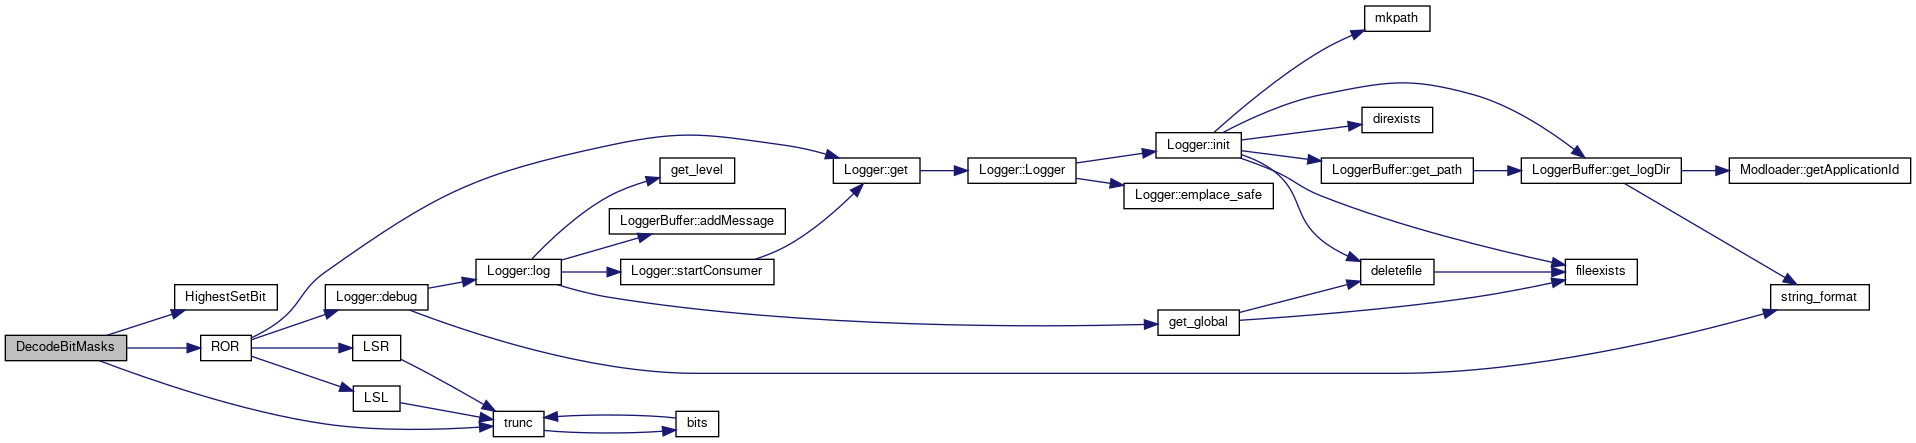 mkpath
direxists
Logger::init
get_level
Logger::get
Logger::Logger
LoggerBuffer::get_path
LoggerBuffer::get_logDir
Modloader::getApplicationId
Logger::emplace_safe
LoggerBuffer::addMessage
Logger::log
Logger::startConsumer
deletefile
fileexists
HighestSetBit
Logger::debug
string_format
get_global
DecodeBitMasks
ROR
LSR
LSL
trunc
bits